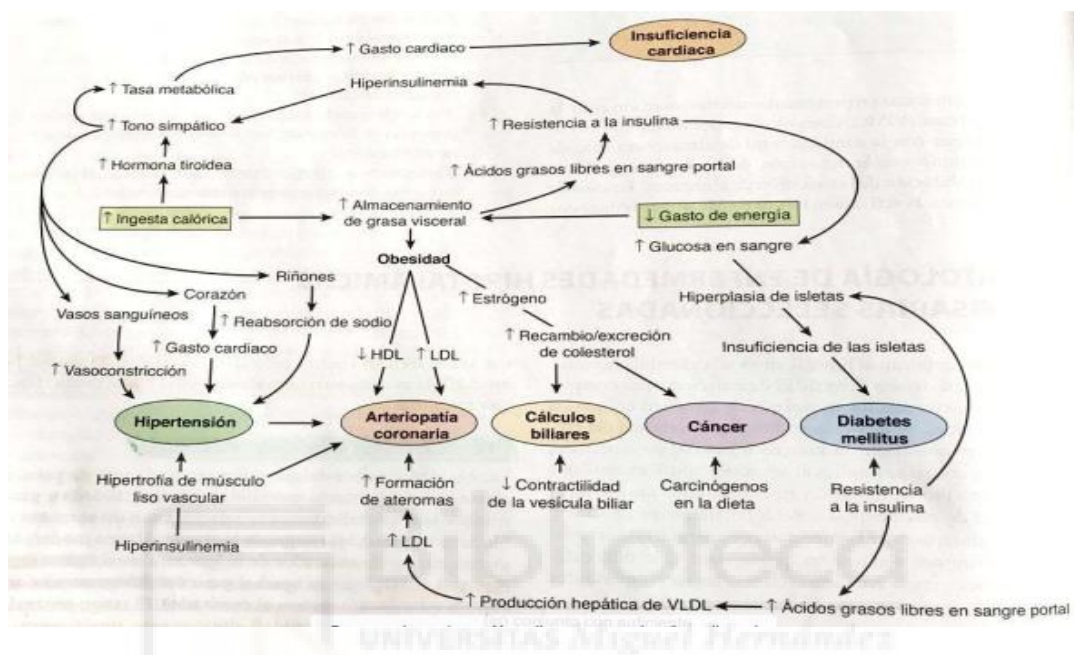 Insuficiencia
cardiaca
↑ Gasto cardiaco
Hiperinsulinemia
↑ Tasa metabólica
↑ Tono simpático
↑ Resistencia a la insulina
↑ Hormona tiroidea
↑ Ácidos grasos libres en sangre portal
↑ Ingesta calórica
↑ Almacenamiento
de grasa visceral
↓ Gasto de energía
↑ Glucosa en sangre
Obesidad
Riñones
Corazón
↑ Estrógeno
Hiperplasia de isletas
Vasos sanguíneos
↑ Reabsorción de sodio
↑ Recambio/excreción
de colesterol
↑ Gasto cardiaco
↓ HDL
↑ LDL
Insuficiencia de las isletas
↑ Vasoconstricción
Hipertensión
Arteriopatía
coronaria
Cálculos
biliares
Cáncer
Diabetes
mellitus
Hipertrofia de músculo
liso vascular
↑ Formación
de ateromas
↓ Contractilidad
de la vesícula biliar
Carcinógenos
en la dieta
Resistencia
a la insulina
Hiperinsulinemia
↑ LDL
Biblioteca
↑ Producción hepática de VLDL
↑ Ácidos grasos libres en sangre portal
UNIVERSITAS Miguel Hernández